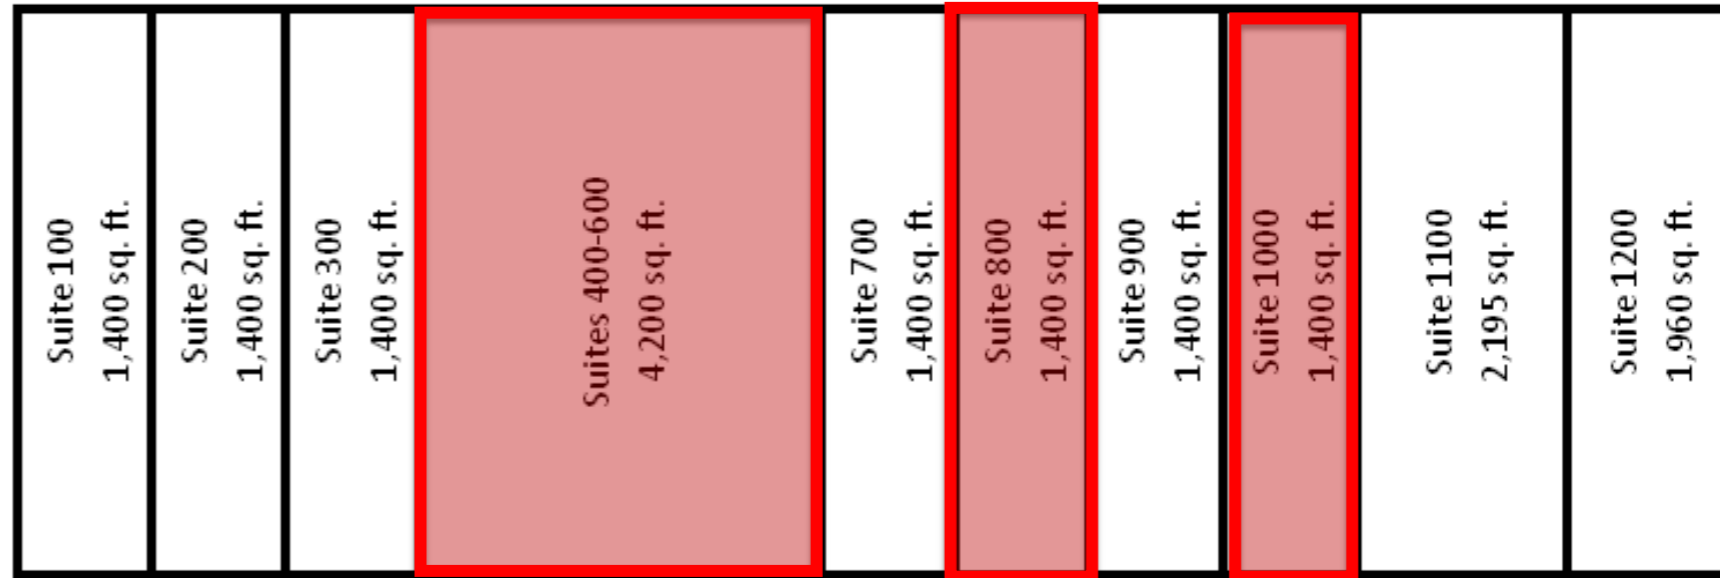 Suite 100
1,400 sq. ft.
Suite 200
1,400 sq. ft.
Suite 300
1,400 sq. ft.
Suites 400-600
4,200 sq. ft.
Suite 700
1,400 sq. ft.
Suite 800
1,400 sq. ft.
Suite 900
1,400 sq. ft.
Suite 1000
1,400 sq. ft.
Suite 1100
2,195 sq. ft.
Suite 1200
1,960 sq. ft.